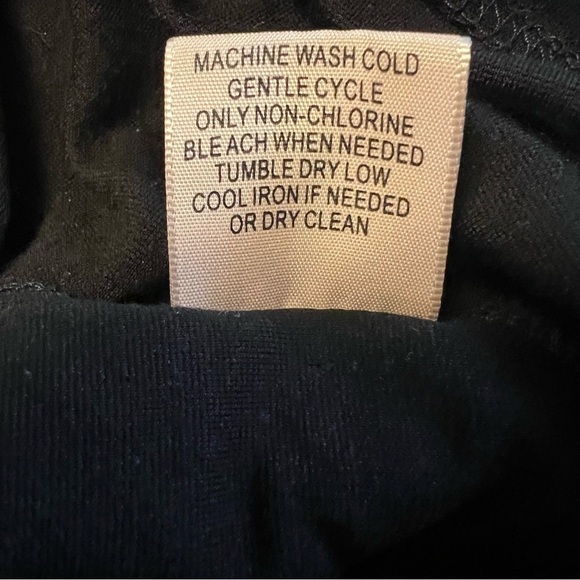 MACHINE WASH COLD
GENTLE CYCLE
ONLY NON-CHLORINE
BLEACH WHEN NEEDED
TUMBLE DRY LOW
COOL IRON IF NEEDED
OR DRY CLEAN